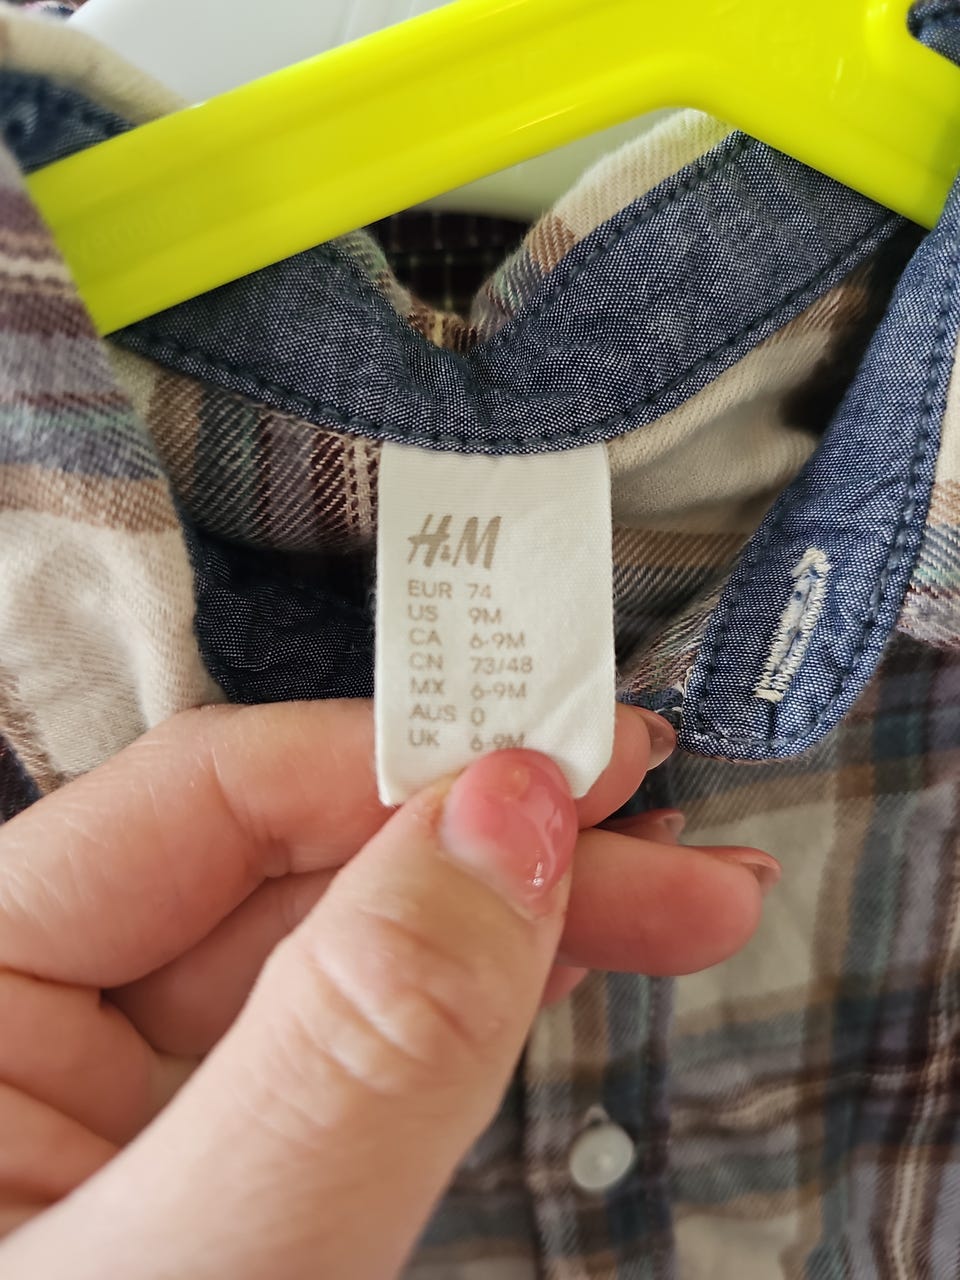 H&M
EUR 74
US 9M
CA 6-9M
CN 73/48
MX 6-9M
AUS 0
UK 6-9M